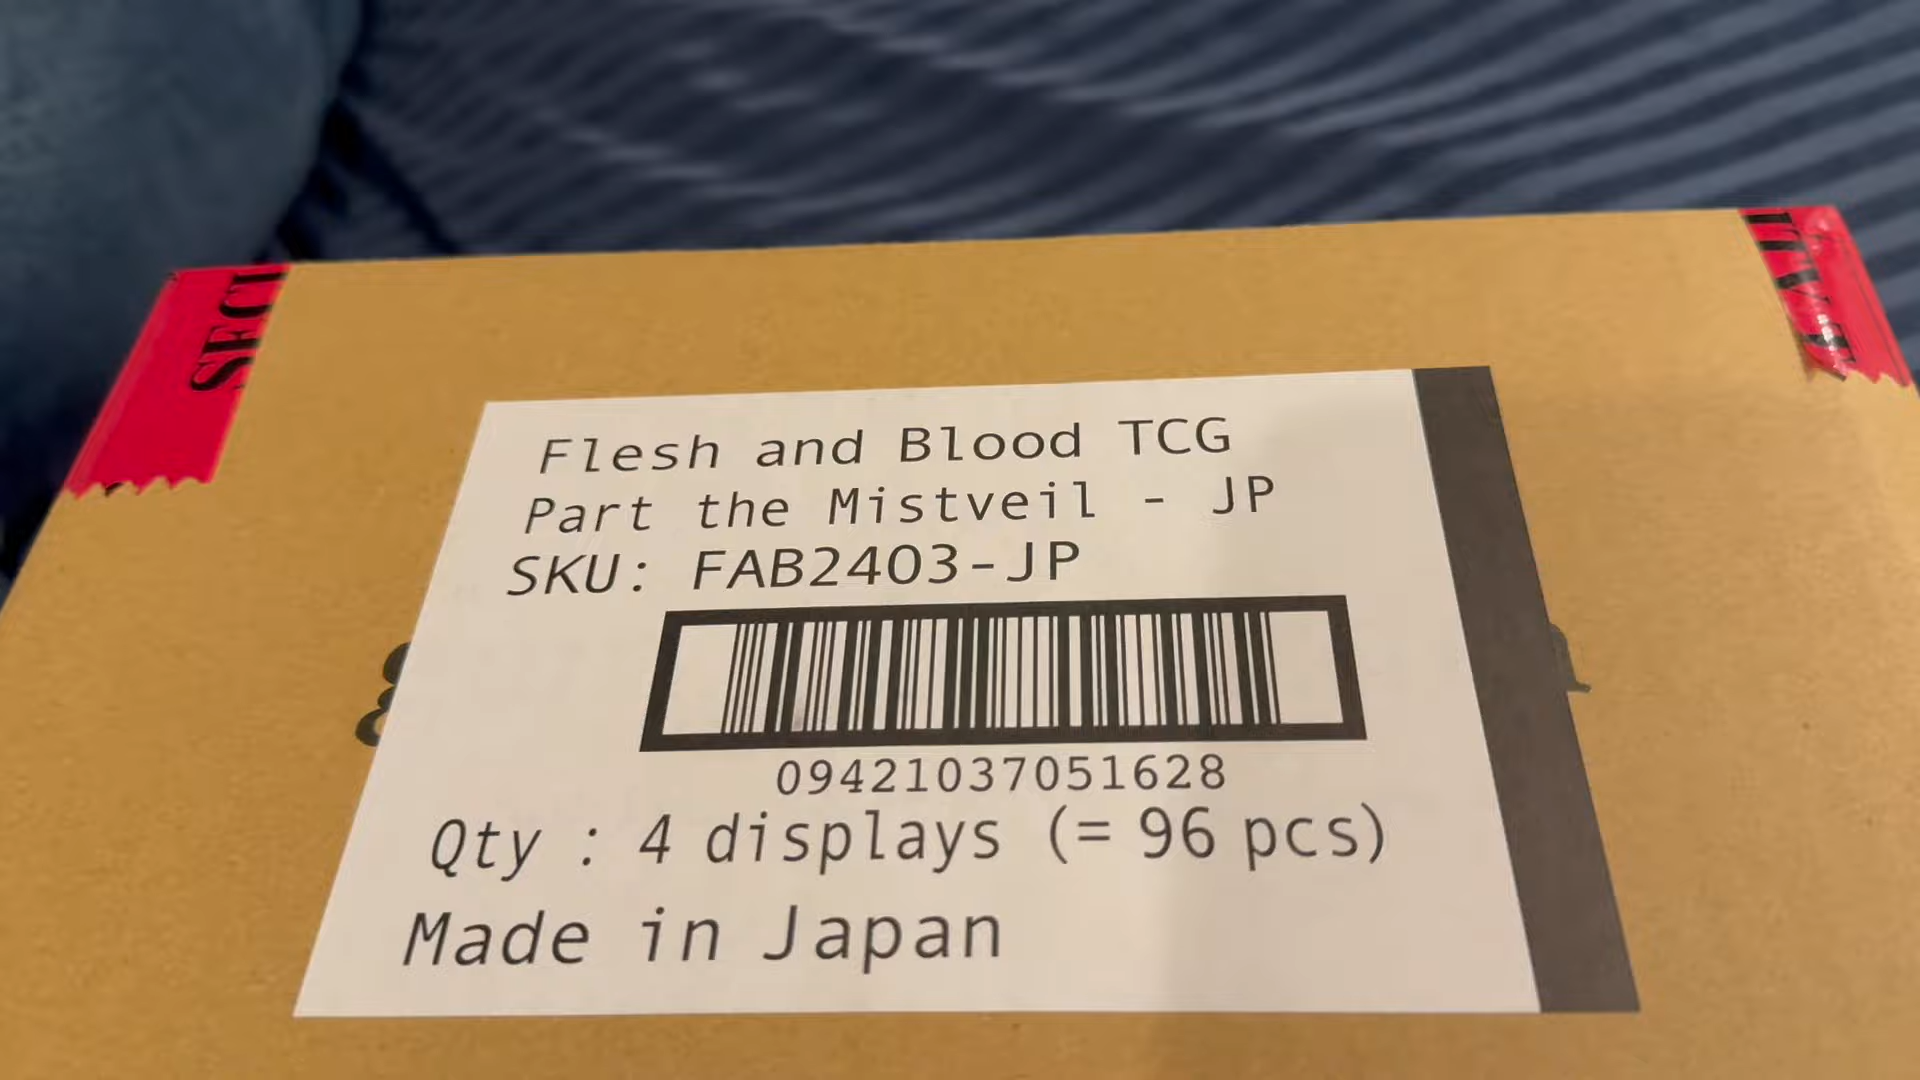 Flesh and Blood TCG
Part the Mistveil - JP
SKU: FAB2403-JP
09421037051628
Qty : 4 displays (= 96 pcs)
Made in Japan